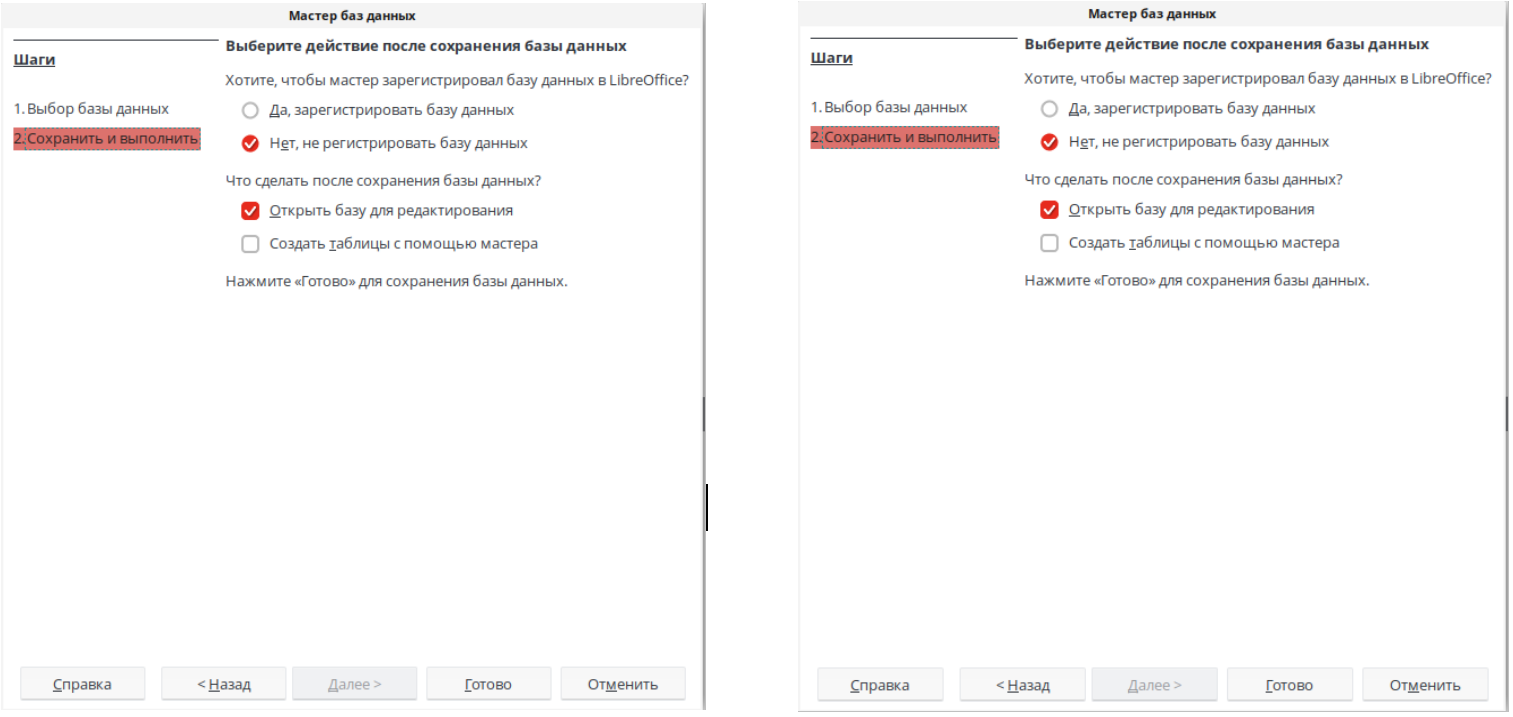 Мастер баз данных
Шаги
1. Выбор базы данных
2. Сохранить и выполнить
Выберите действие после сохранения базы данных
Хотите, чтобы мастер зарегистрировал базу данных в LibreOffice?
Да, зарегистрировать базу данных
Нет, не регистрировать базу данных
Что сделать после сохранения базы данных?
Открыть базу для редактирования
Создать таблицы с помощью мастера
Нажмите «Готово» для сохранения базы данных.
Справка < Назад Далее > Готово Отменить
Мастер баз данных
Шаги
1. Выбор базы данных
2. Сохранить и выполнить
Выберите действие после сохранения базы данных
Хотите, чтобы мастер зарегистрировал базу данных в LibreOffice?
Да, зарегистрировать базу данных
Нет, не регистрировать базу данных
Что сделать после сохранения базы данных?
Открыть базу для редактирования
Создать таблицы с помощью мастера
Нажмите «Готово» для сохранения базы данных.
Справка < Назад Далее > Готово Отменить